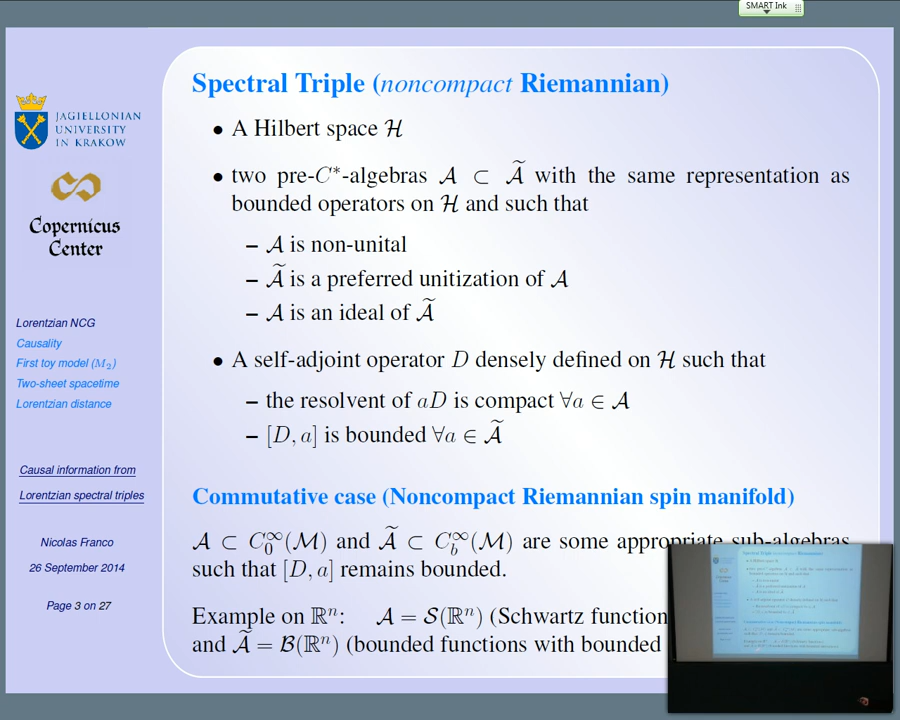 SMART Ink
JAGIELLONIAN
UNIVERSITY
IN KRAKOW
Copernicus
Center
Lorentzian NCG
Causality
First toy model (M₂)
Two-sheet spacetime
Lorentzian distance
Causal information from
Lorentzian spectral triples
Nicolas Franco
26 September 2014
Page 3 on 27
Spectral Triple (noncompact Riemannian)
• A Hilbert space ℋ
• two pre-C*-algebras 𝒜 ⊂ 𝒜̃ with the same representation as
bounded operators on ℋ and such that
– 𝒜 is non-unital
– 𝒜̃ is a preferred unitization of 𝒜
– 𝒜 is an ideal of 𝒜̃
• A self-adjoint operator D densely defined on ℋ such that
– the resolvent of aD is compact ∀a ∈ 𝒜
– [D, a] is bounded ∀a ∈ 𝒜̃
Commutative case (Noncompact Riemannian spin manifold)
𝒜 ⊂ C₀^∞(ℳ) and 𝒜̃ ⊂ C_b^∞(ℳ) are some appropriate sub-algebras
such that [D, a] remains bounded.
Example on ℝⁿ: 𝒜 = 𝒮(ℝⁿ) (Schwartz function
and 𝒜̃ = ℬ(ℝⁿ) (bounded functions with bounded